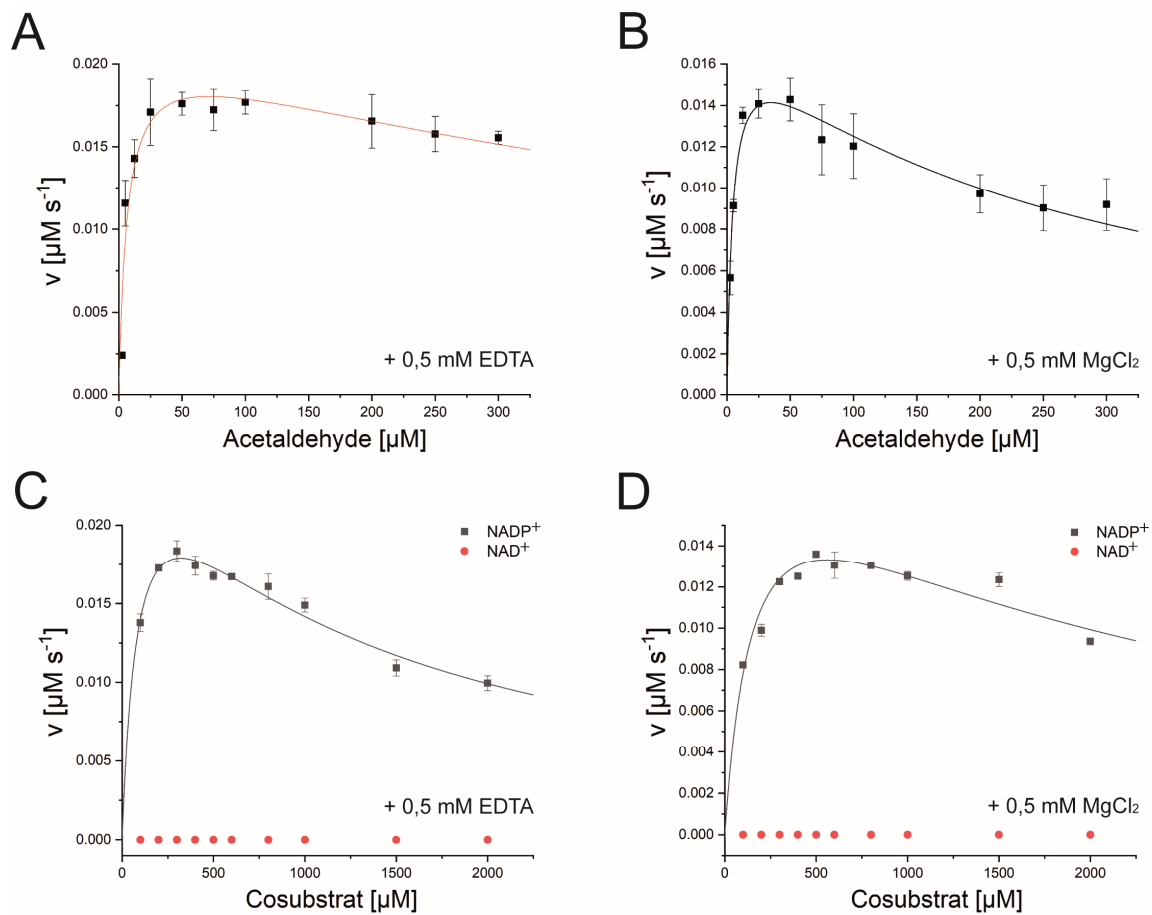 A
0.020
0.015
0.010
0.005
0.000
v [µM s-1]
0 50 100 150 200 250 300
Acetaldehyde [µM]
+ 0,5 mM EDTA
B
0.016
0.014
0.012
0.010
0.008
0.006
0.004
0.002
0.000
v [µM s-1]
0 50 100 150 200 250 300
Acetaldehyde [µM]
+ 0,5 mM MgCl2
C
0.020
0.015
0.010
0.005
0.000
v [µM s-1]
NADP+
NAD+
+ 0,5 mM EDTA
0 500 1000 1500 2000
Cosubstrat [µM]
D
0.014
0.012
0.010
0.008
0.006
0.004
0.002
0.000
v [µM s-1]
NADP+
NAD+
+ 0,5 mM MgCl2
0 500 1000 1500 2000
Cosubstrat [µM]